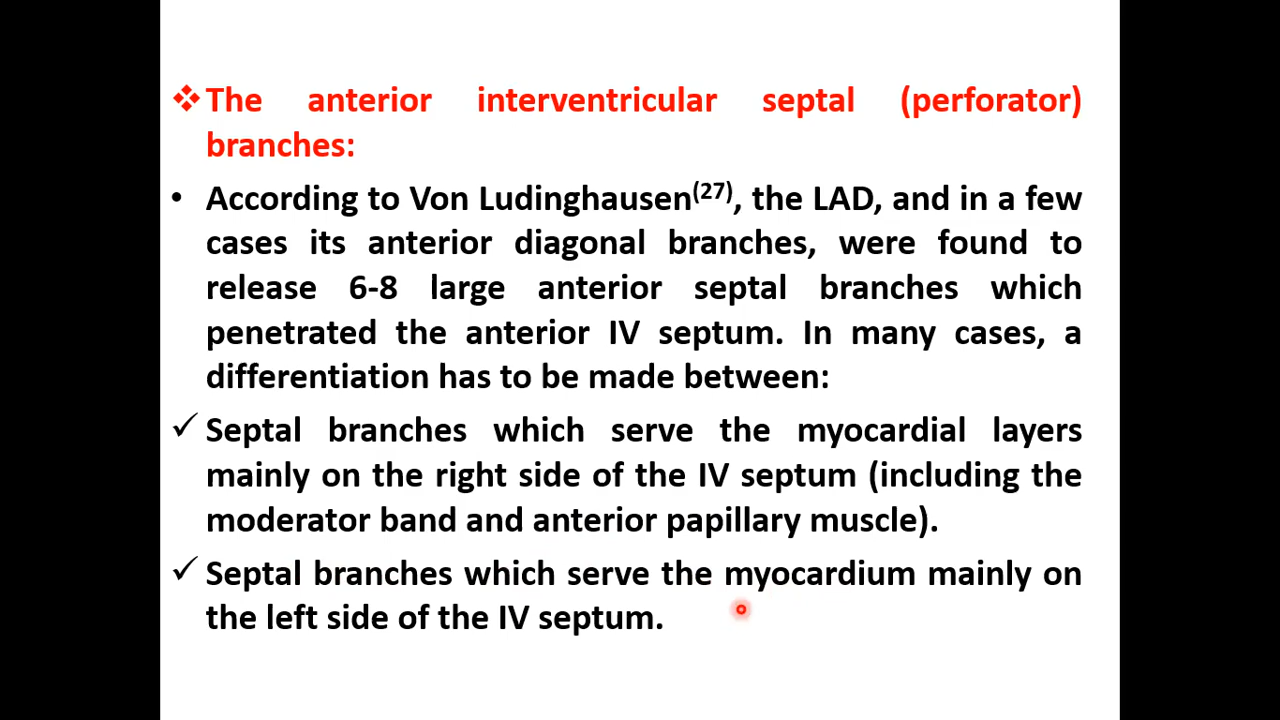 ❖ The anterior interventricular septal (perforator)
branches:
• According to Von Ludinghausen(27), the LAD, and in a few
cases its anterior diagonal branches, were found to
release 6-8 large anterior septal branches which
penetrated the anterior IV septum. In many cases, a
differentiation has to be made between:
✓ Septal branches which serve the myocardial layers
mainly on the right side of the IV septum (including the
moderator band and anterior papillary muscle).
✓ Septal branches which serve the myocardium mainly on
the left side of the IV septum.